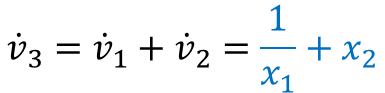 v̇₃ = v̇₁ + v̇₂ = 1/x₁ + x₂